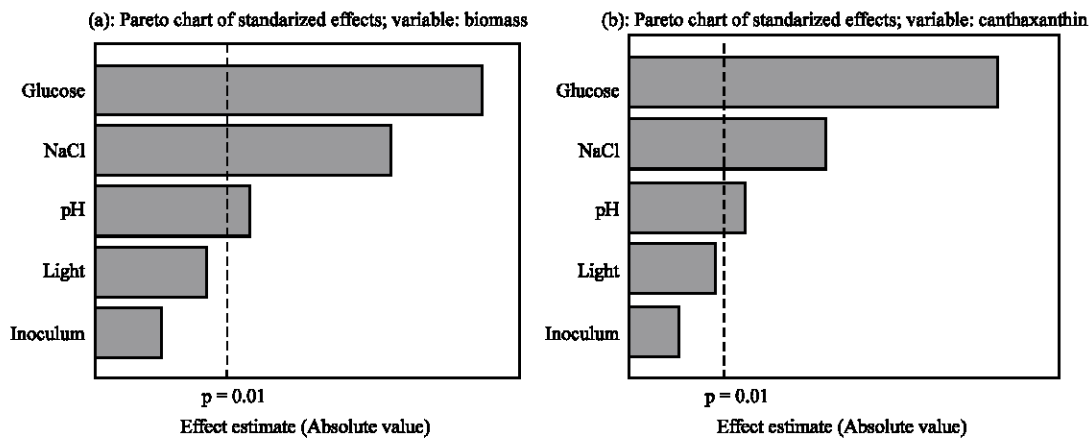 (a): Pareto chart of standarized effects; variable: biomass
Glucose
NaCl
pH
Light
Inoculum
p = 0.01
Effect estimate (Absolute value)
(b): Pareto chart of standarized effects; variable: canthaxanthin
Glucose
NaCl
pH
Light
Inoculum
p = 0.01
Effect estimate (Absolute value)